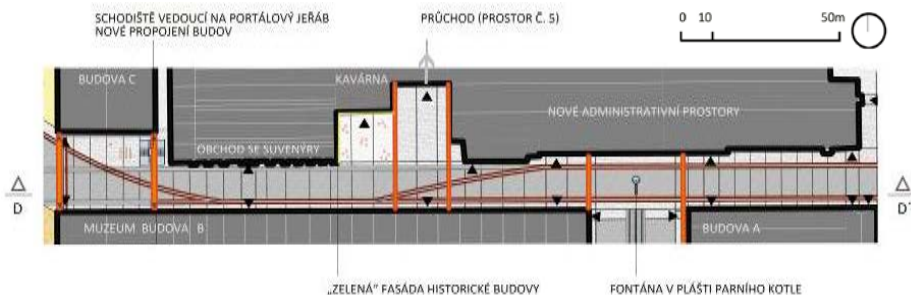 SCHODIŠTĚ VEDOUCÍ NA PORTÁLOVÝ JEŘÁB
NOVÉ PROPOJENÍ BUDOV
PRŮCHOD (PROSTOR Č. 5)
0 10 50m
BUDOVA C
KAVÁRNA
NOVÉ ADMINISTRATIVNÍ PROSTORY
OBCHOD SE SUVENÝRY
D
D'
MUZEUM BUDOVA B
BUDOVA A
„ZELENÁ" FASÁDA HISTORICKÉ BUDOVY
FONTÁNA V PLÁŠTI PARNÍHO KOTLE